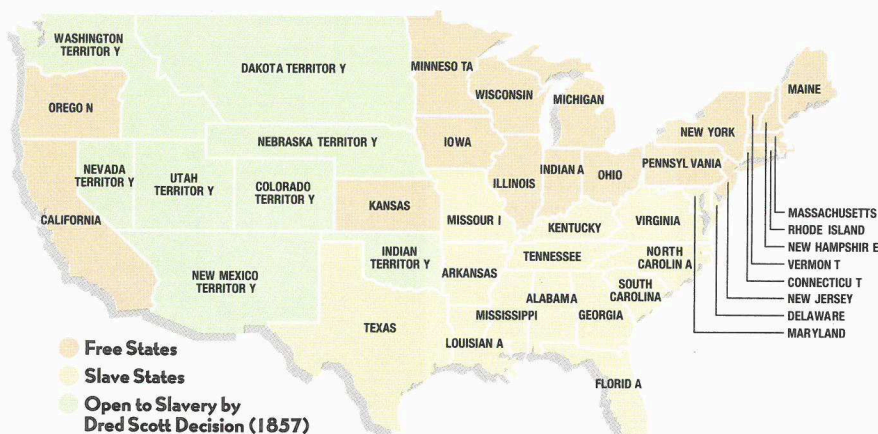 WASHINGTON
TERRITOR Y
DAKOTA TERRITOR Y
MINNESO TA
WISCONSIN
MICHIGAN
MAINE
OREGO N
NEBRASKA TERRITOR Y
IOWA
NEW YORK
NEVADA
TERRITOR Y
UTAH
TERRITOR Y
COLORADO
TERRITOR Y
ILLINOIS
INDIAN A
OHIO
PENNSYL VANIA
CALIFORNIA
KANSAS
MISSOUR I
KENTUCKY
VIRGINIA
MASSACHUSETTS
RHODE ISLAND
NEW HAMPSHIR E
VERMON T
CONNECTICU T
NEW JERSEY
DELAWARE
MARYLAND
NEW MEXICO
TERRITOR Y
INDIAN
TERRITOR Y
ARKANSAS
TENNESSEE
NORTH
CAROLIN A
SOUTH
CAROLINA
TEXAS
MISSISSIPPI
ALABAMA
GEORGIA
LOUISIAN A
FLORID A
Free States
Slave States
Open to Slavery by
Dred Scott Decision (1857)